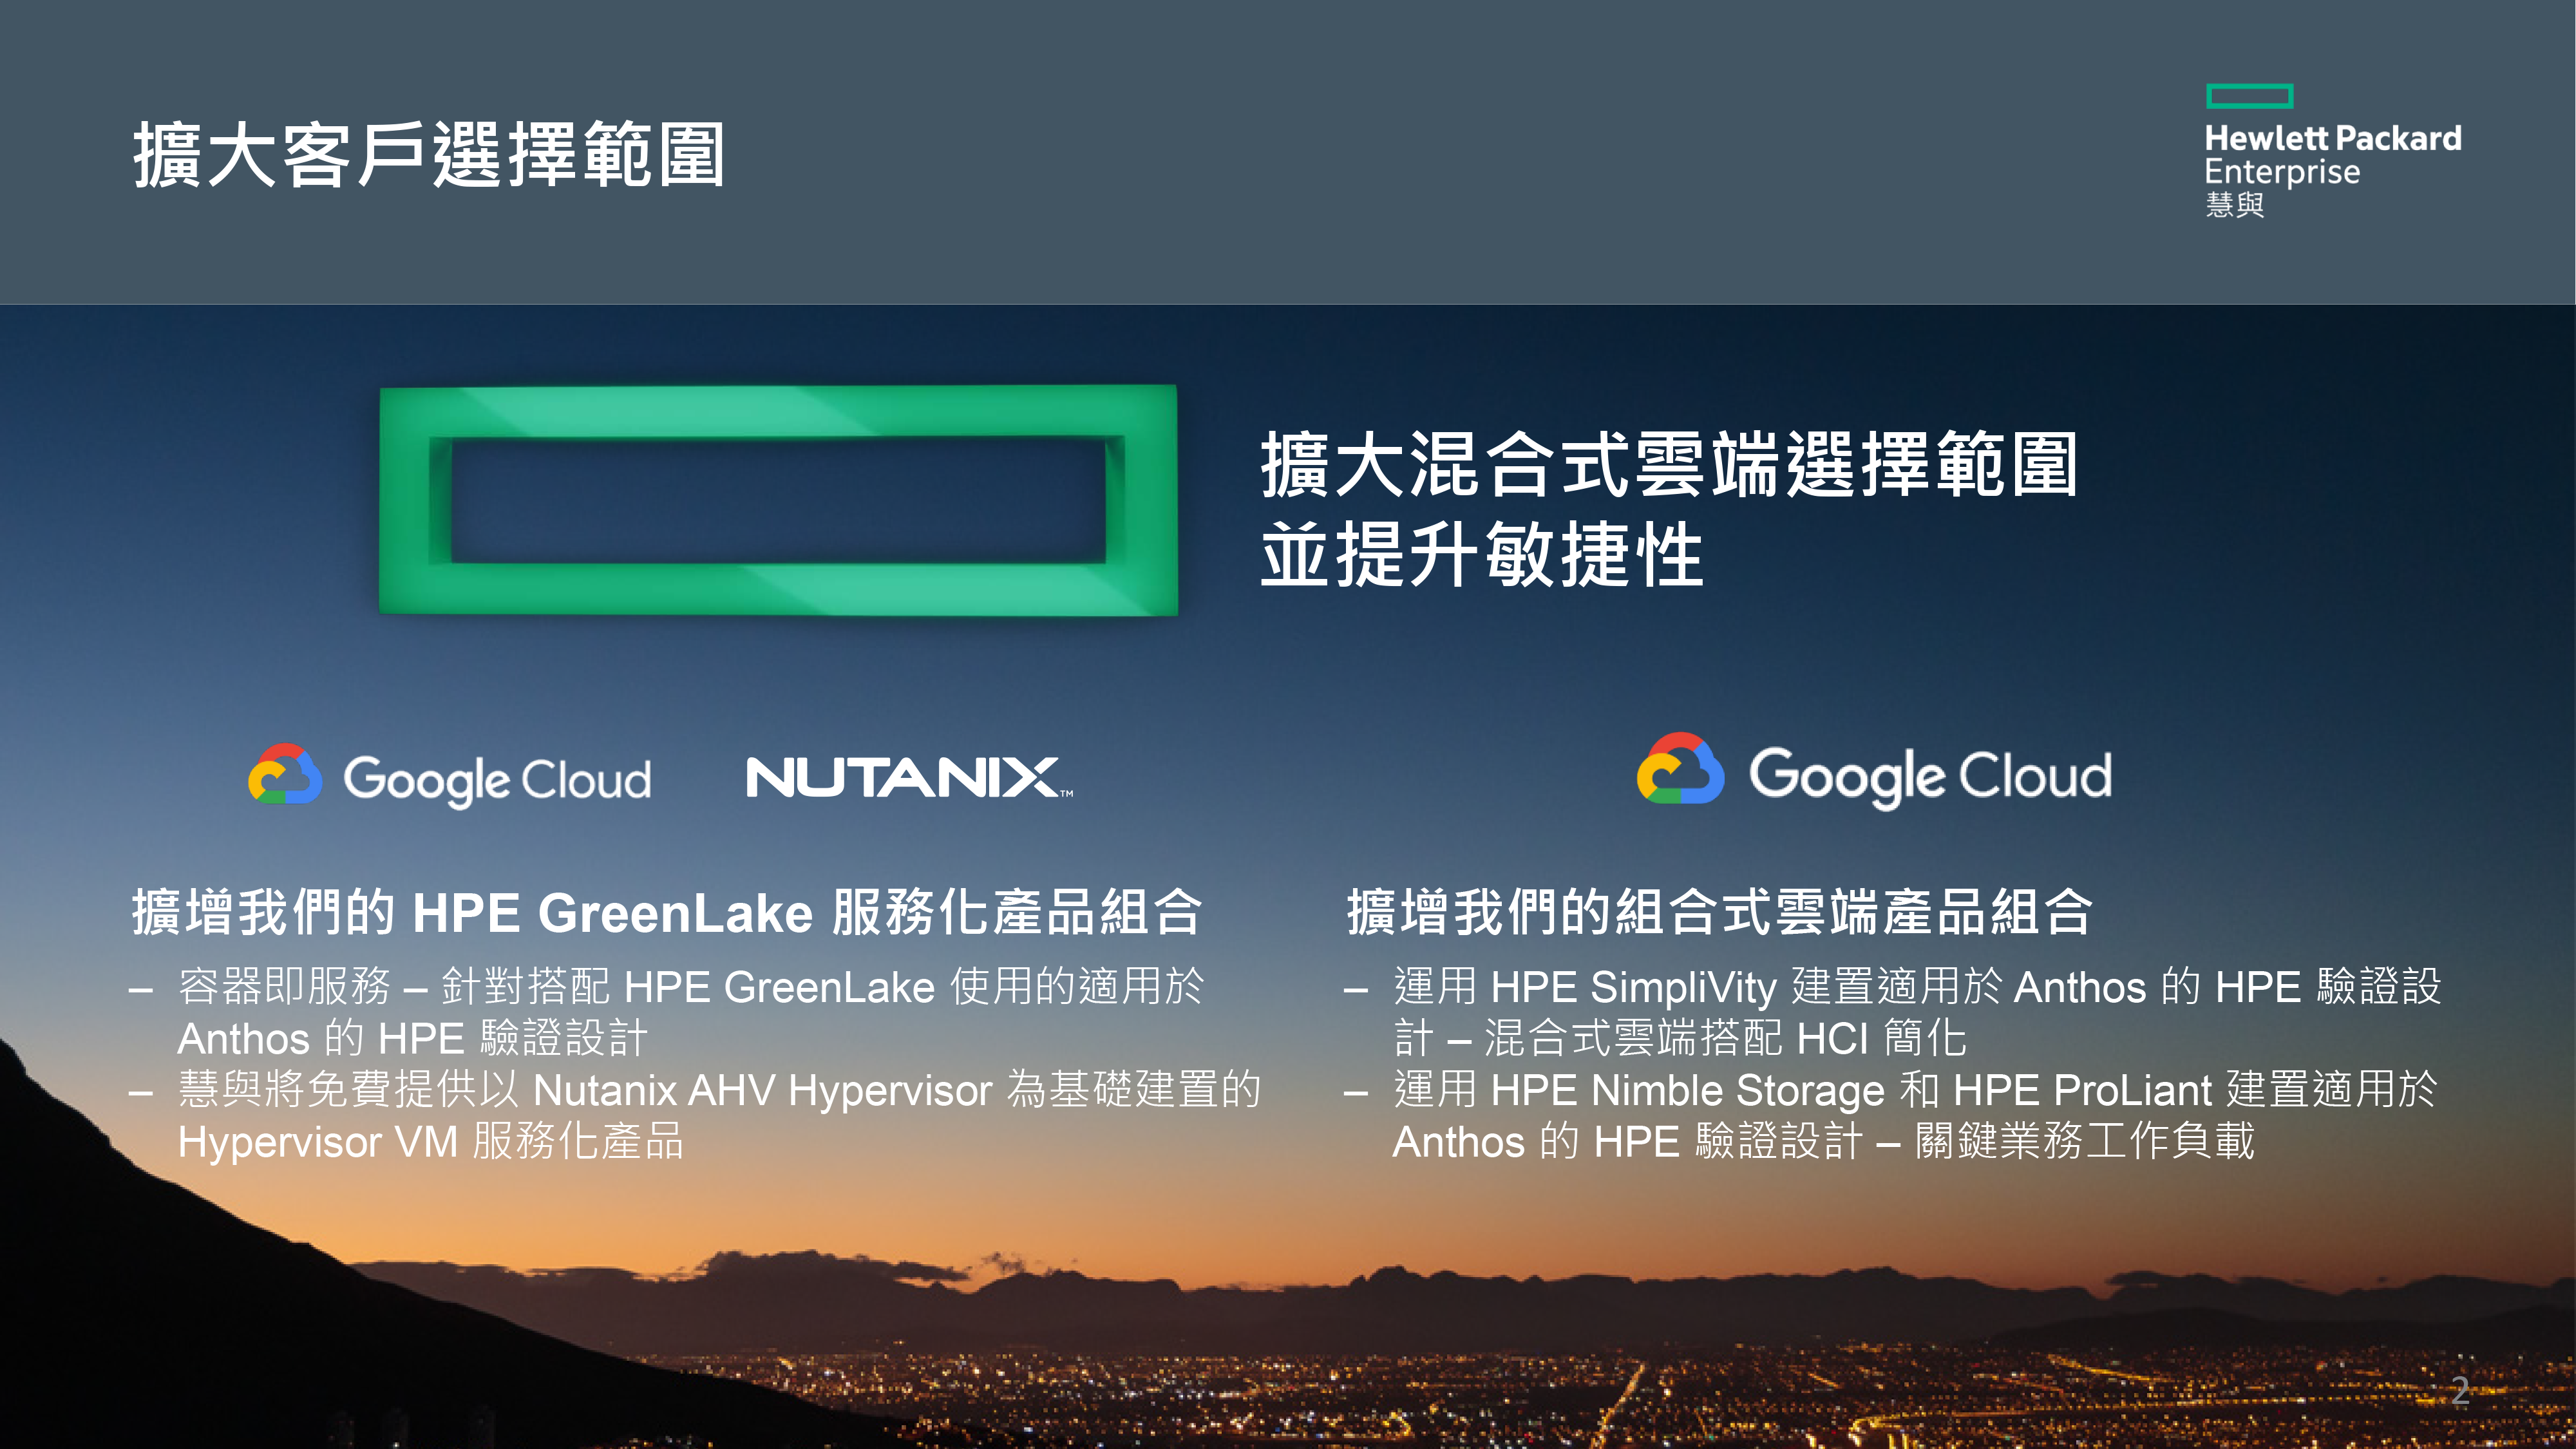 擴大客戶選擇範圍
Hewlett Packard
Enterprise
慧與
擴大混合式雲端選擇範圍
並提升敏捷性
Google Cloud
NUTANIX™
Google Cloud
擴增我們的 HPE GreenLake 服務化產品組合
– 容器即服務 – 針對搭配 HPE GreenLake 使用的適用於
Anthos 的 HPE 驗證設計
– 慧與將免費提供以 Nutanix AHV Hypervisor 為基礎建置的
Hypervisor VM 服務化產品
擴增我們的組合式雲端產品組合
– 運用 HPE SimpliVity 建置適用於 Anthos 的 HPE 驗證設
計 – 混合式雲端搭配 HCI 簡化
– 運用 HPE Nimble Storage 和 HPE ProLiant 建置適用於
Anthos 的 HPE 驗證設計 – 關鍵業務工作負載
2